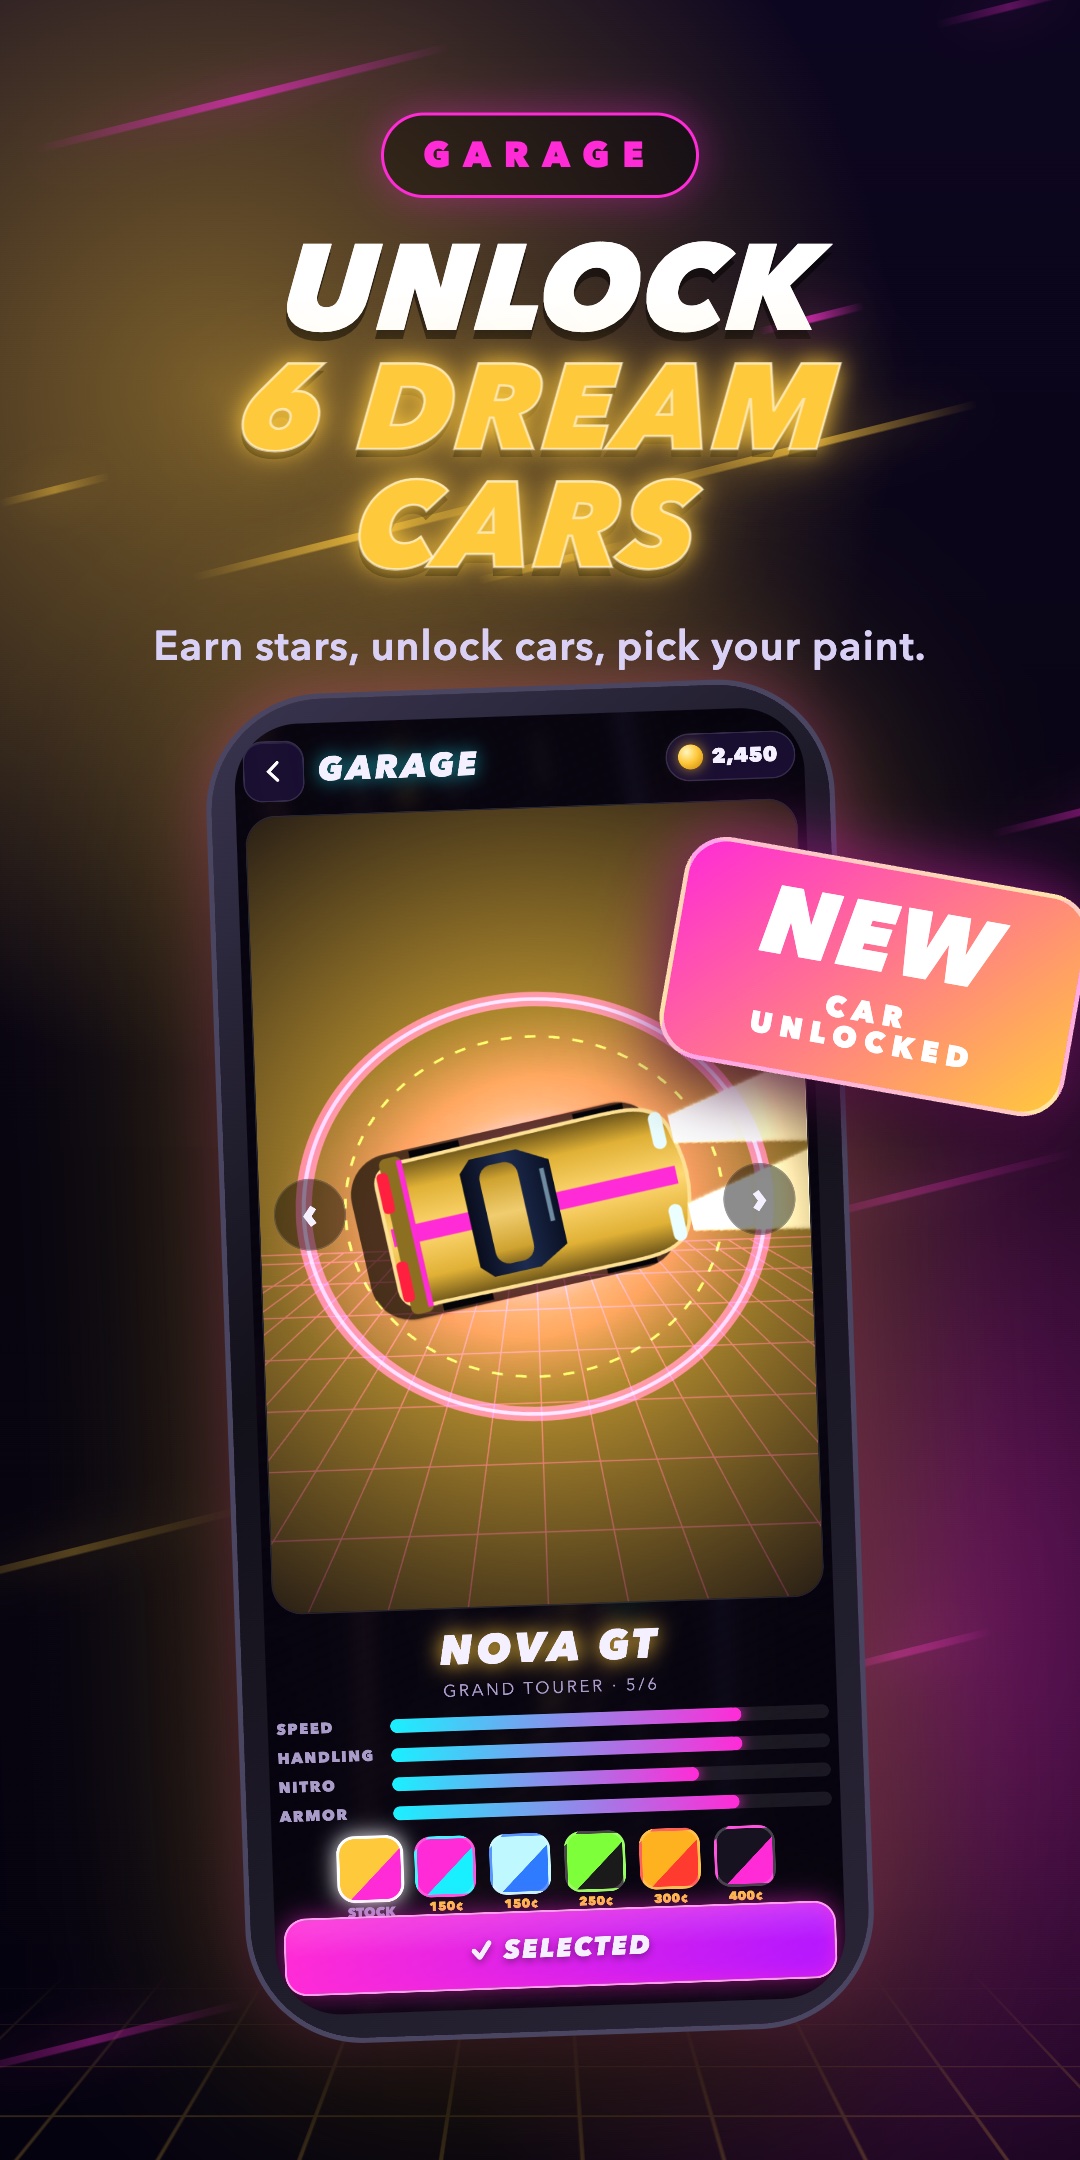 GARAGE
UNLOCK
6 DREAM
CARS
Earn stars, unlock cars, pick your paint.
GARAGE
2,450
NEW
CAR
UNLOCKED
NOVA GT
GRAND TOURER · 5/6
SPEED
HANDLING
NITRO
ARMOR
STOCK
150¢
150¢
250¢
300¢
400¢
✓ SELECTED